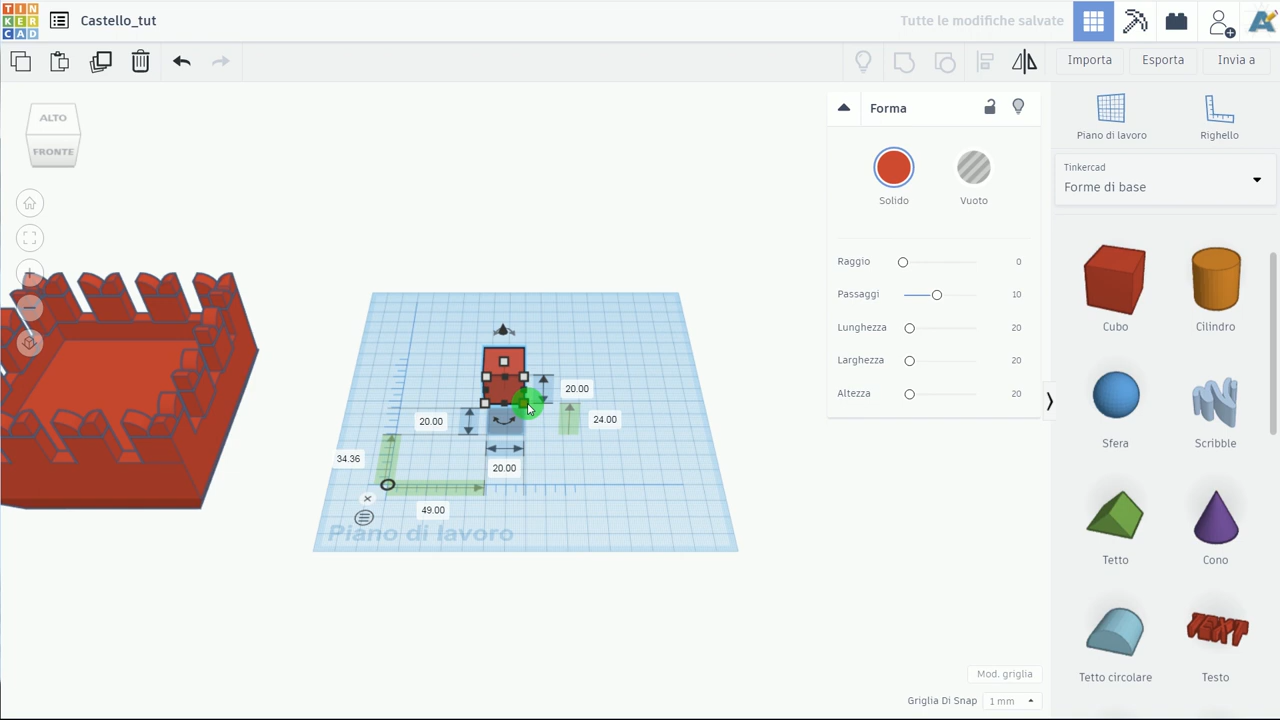 TIN
KER
CAD
Castello_tut
Tutte le modifiche salvate
Importa
Esporta
Invia a
ALTO
FRONTE
Forma
Solido
Vuoto
Raggio 0
Passaggi 10
Lunghezza 20
Larghezza 20
Altezza 20
Piano di lavoro
Righello
Tinkercad
Forme di base
Cubo
Cilindro
Sfera
Scribble
Tetto
Cono
TEXT
Tetto circolare
Testo
20.00
20.00
24.00
34.36
20.00
49.00
Piano di lavoro
Mod. griglia
Griglia Di Snap 1 mm